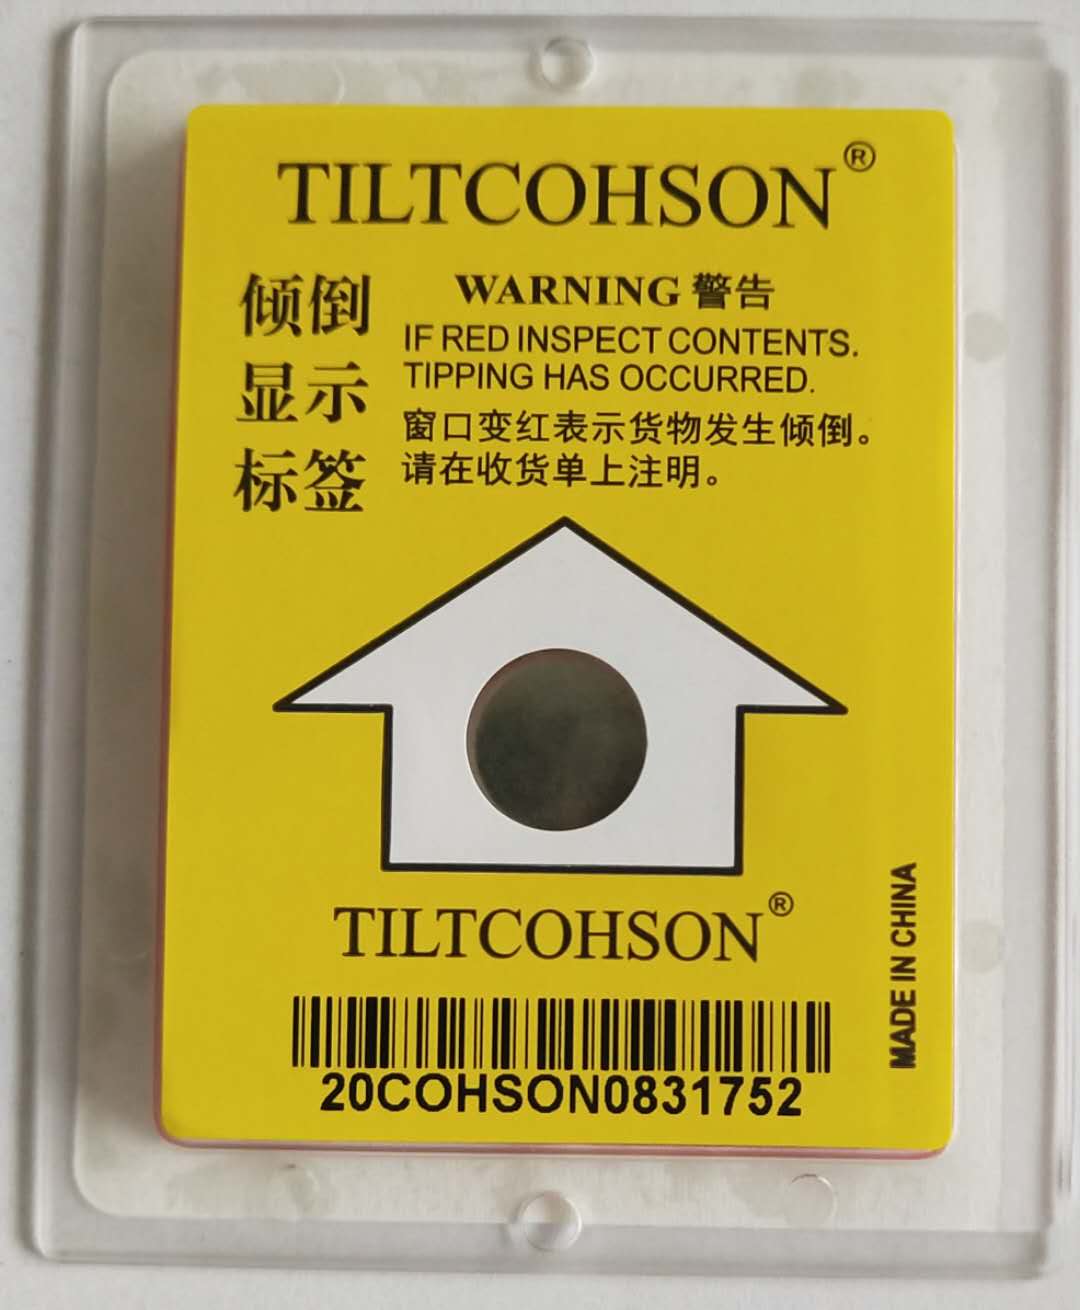 TILTCOHSON®
倾倒
显示
标签
WARNING 警告
IF RED INSPECT CONTENTS.
TIPPING HAS OCCURRED.
窗口变红表示货物发生倾倒。
请在收货单上注明。
TILTCOHSON®
20COHSON0831752
MADE IN CHINA